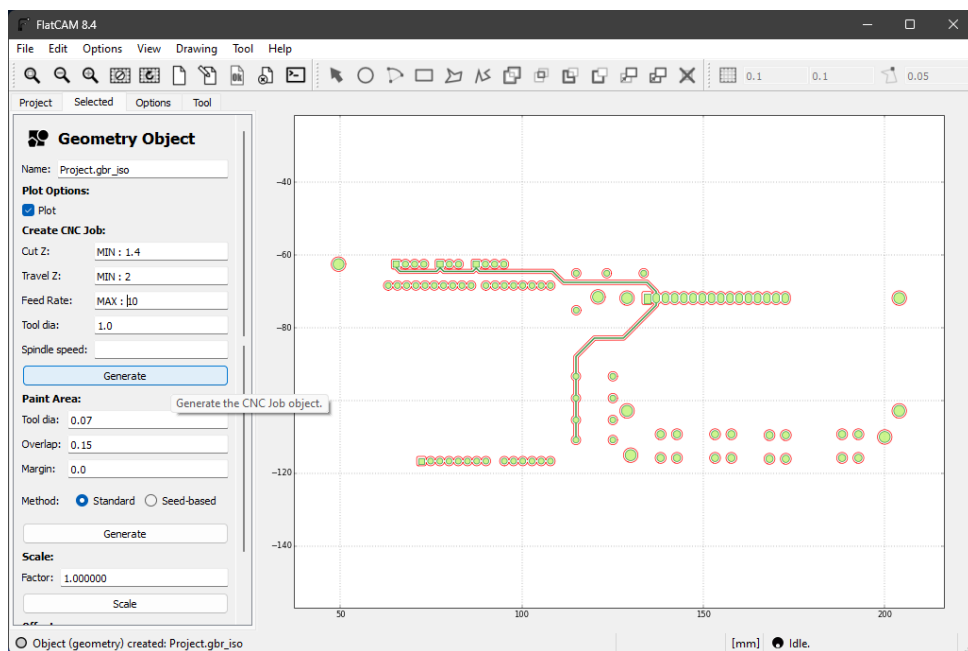 FlatCAM 8.4
File Edit Options View Drawing Tool Help
0.1 0.1 0.05
Project Selected Options Tool
Geometry Object
Name: Project.gbr_iso
Plot Options:
Plot
Create CNC Job:
Cut Z: MIN : 1.4
Travel Z: MIN : 2
Feed Rate: MAX : 10
Tool dia: 1.0
Spindle speed:
Generate
Generate the CNC Job object.
Paint Area:
Tool dia: 0.07
Overlap: 0.15
Margin: 0.0
Method: Standard Seed-based
Generate
Scale:
Factor: 1.000000
Scale
−40
−60
−80
−100
−120
−140
50 100 150 200
Object (geometry) created: Project.gbr_iso [mm] Idle.